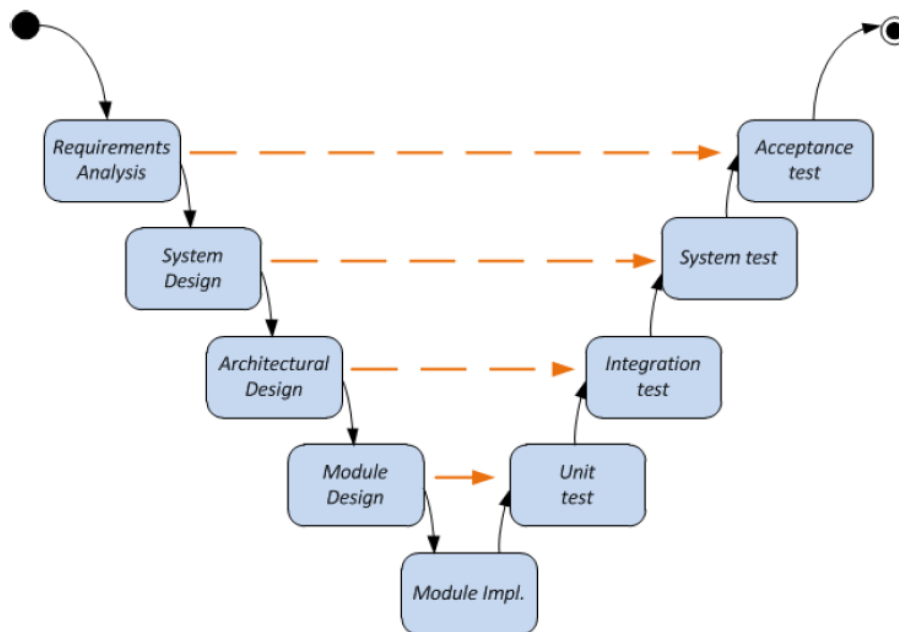 Requirements
Analysis
Acceptance
test
System
Design
System test
Architectural
Design
Integration
test
Module
Design
Unit
test
Module Impl.